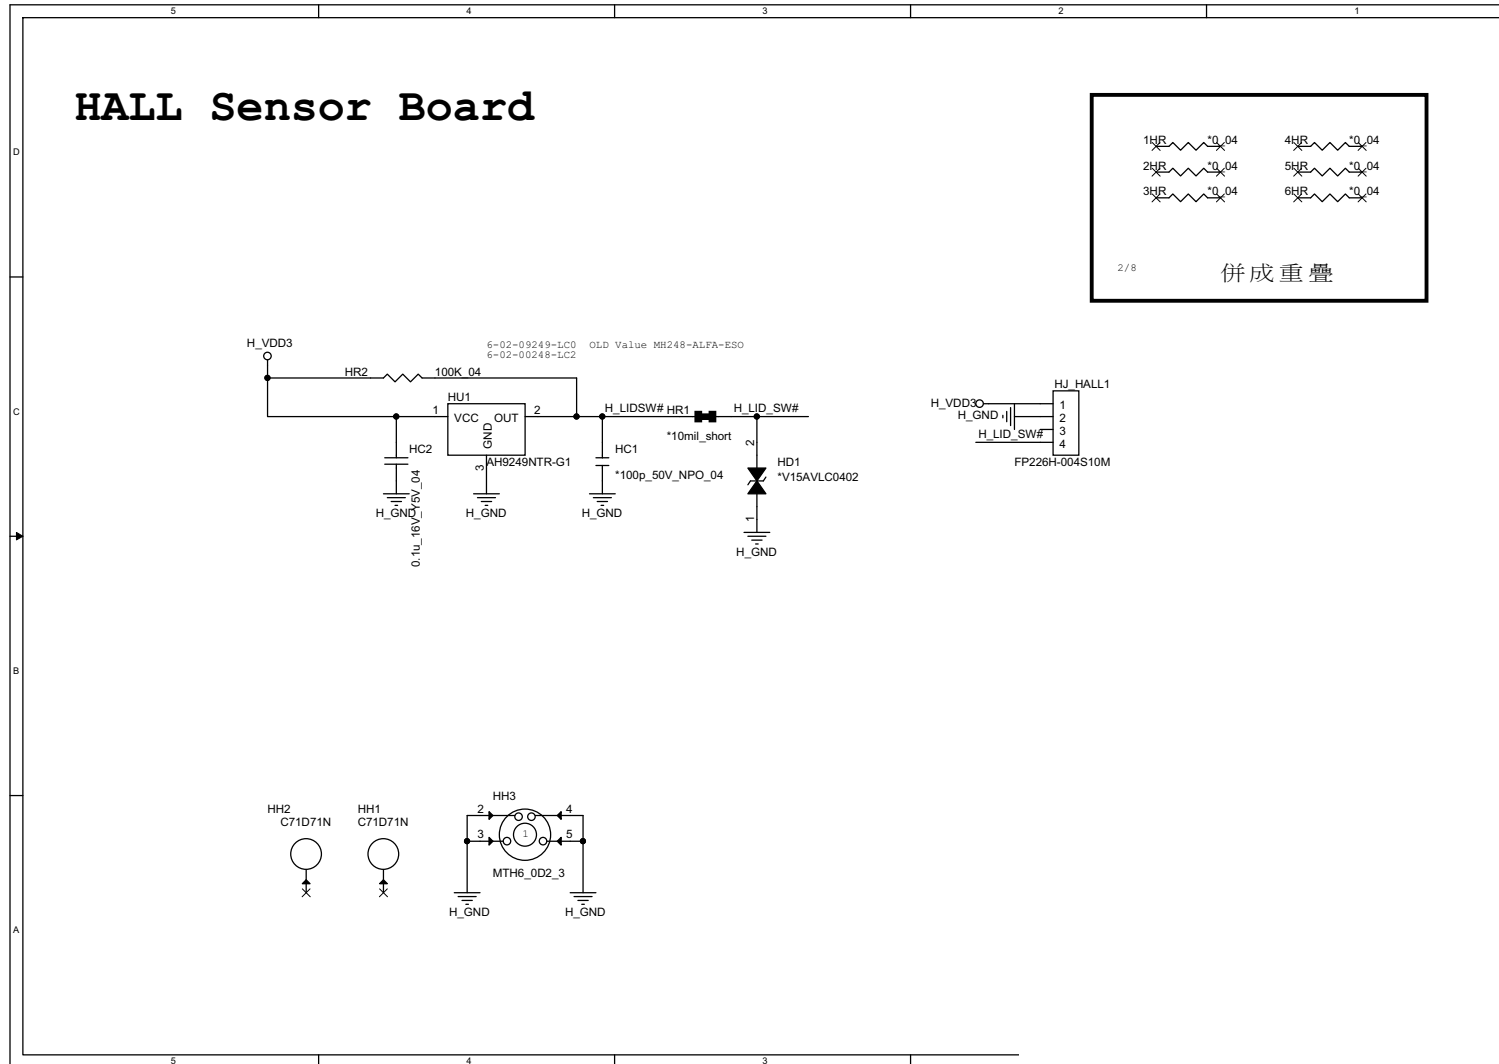 5 4 3 2 1
HALL Sensor Board
D
1HR *0_04 4HR *0_04
2HR *0_04 5HR *0_04
3HR *0_04 6HR *0_04
2/8 併成重疊
H_VDD3
6-02-09249-LC0 OLD Value MH248-ALFA-ESO
6-02-00248-LC2
HR2 100K_04
HU1
1 VCC OUT 2
GND
3
AH9249NTR-G1
H_GND
HC2
0.1u_16V_Y5V_04
H_GND
H_LIDSW# HR1 H_LID_SW#
*10mil_short
HC1
*100p_50V_NPO_04
H_GND
2
HD1
*V15AVLC0402
1
H_GND
C
HJ_HALL1
H_VDD3 1
H_GND 2
3
H_LID_SW# 4
FP226H-004S10M
B
HH2
C71D71N
HH1
C71D71N
HH3
2 4
3 1 5
MTH6_0D2_3
H_GND H_GND
A
5 4 3